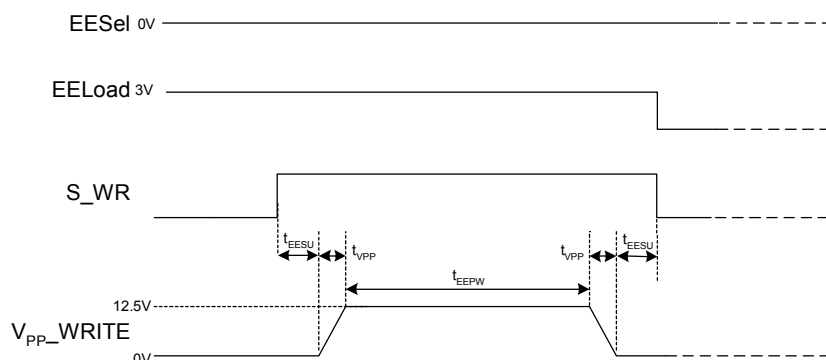 EESel 0V
EELoad 3V
S_WR
tEESU tVPP tVPP tEESU
tEEPW
12.5V
VPP_WRITE
0V